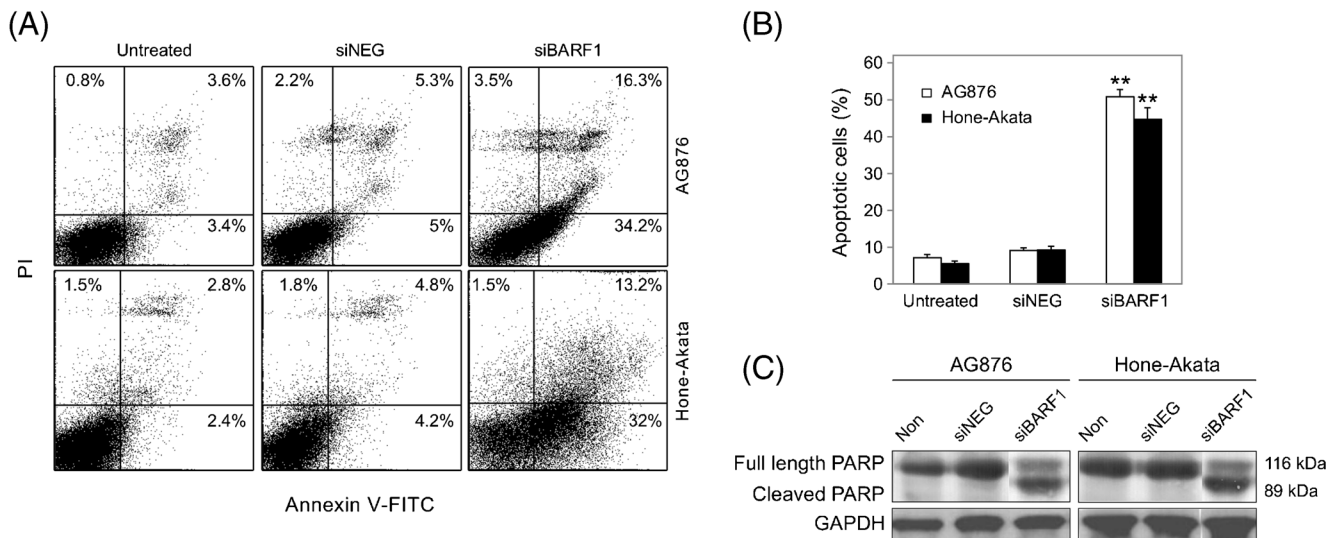 (A)
Untreated siNEG siBARF1
0.8% 3.6% 2.2% 5.3% 3.5% 16.3%
3.4% 5% 34.2%
AG876
1.5% 2.8% 1.8% 4.8% 1.5% 13.2%
2.4% 4.2% 32%
Hone-Akata
PI
Annexin V-FITC
(B)
60
50
40
30
20
10
0
Apoptotic cells (%)
AG876
Hone-Akata
** **
Untreated siNEG siBARF1
(C)
AG876 Hone-Akata
Non siNEG siBARF1 Non siNEG siBARF1
Full length PARP 116 kDa
Cleaved PARP 89 kDa
GAPDH